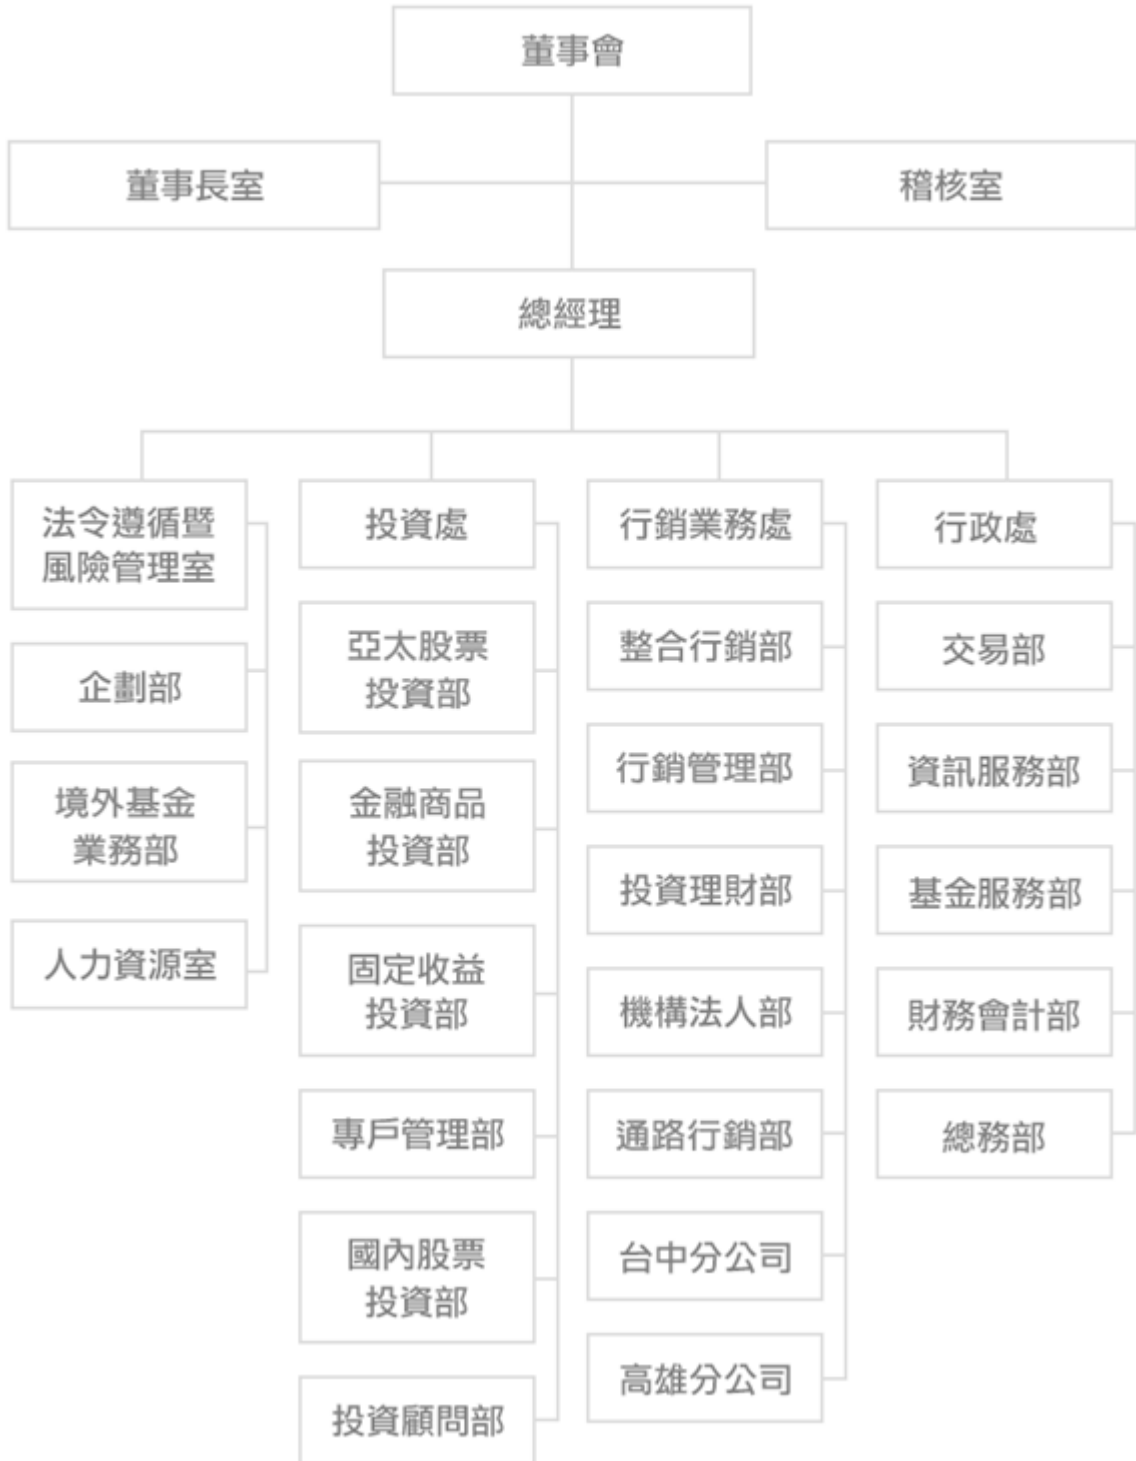 董事會
董事長室
稽核室
總經理
法令遵循暨
風險管理室
企劃部
境外基金
業務部
人力資源室
投資處
亞太股票
投資部
金融商品
投資部
固定收益
投資部
專戶管理部
國內股票
投資部
投資顧問部
行銷業務處
整合行銷部
行銷管理部
投資理財部
機構法人部
通路行銷部
台中分公司
高雄分公司
行政處
交易部
資訊服務部
基金服務部
財務會計部
總務部